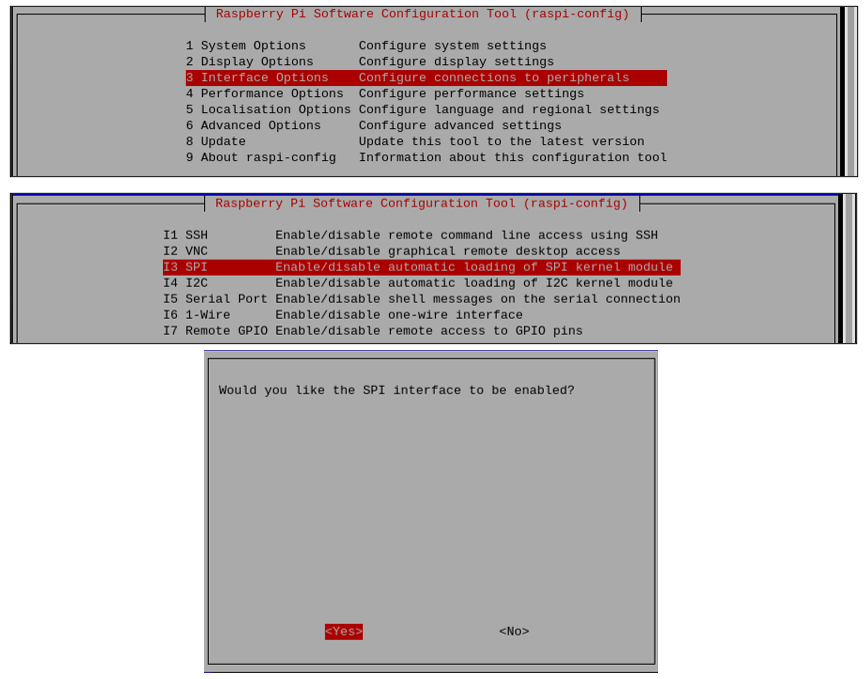 Raspberry Pi Software Configuration Tool (raspi-config)
1 System Options Configure system settings
2 Display Options Configure display settings
3 Interface Options Configure connections to peripherals
4 Performance Options Configure performance settings
5 Localisation Options Configure language and regional settings
6 Advanced Options Configure advanced settings
8 Update Update this tool to the latest version
9 About raspi-config Information about this configuration tool
Raspberry Pi Software Configuration Tool (raspi-config)
I1 SSH Enable/disable remote command line access using SSH
I2 VNC Enable/disable graphical remote desktop access
I3 SPI Enable/disable automatic loading of SPI kernel module
I4 I2C Enable/disable automatic loading of I2C kernel module
I5 Serial Port Enable/disable shell messages on the serial connection
I6 1-Wire Enable/disable one-wire interface
I7 Remote GPIO Enable/disable remote access to GPIO pins
Would you like the SPI interface to be enabled?
<Yes> <No>